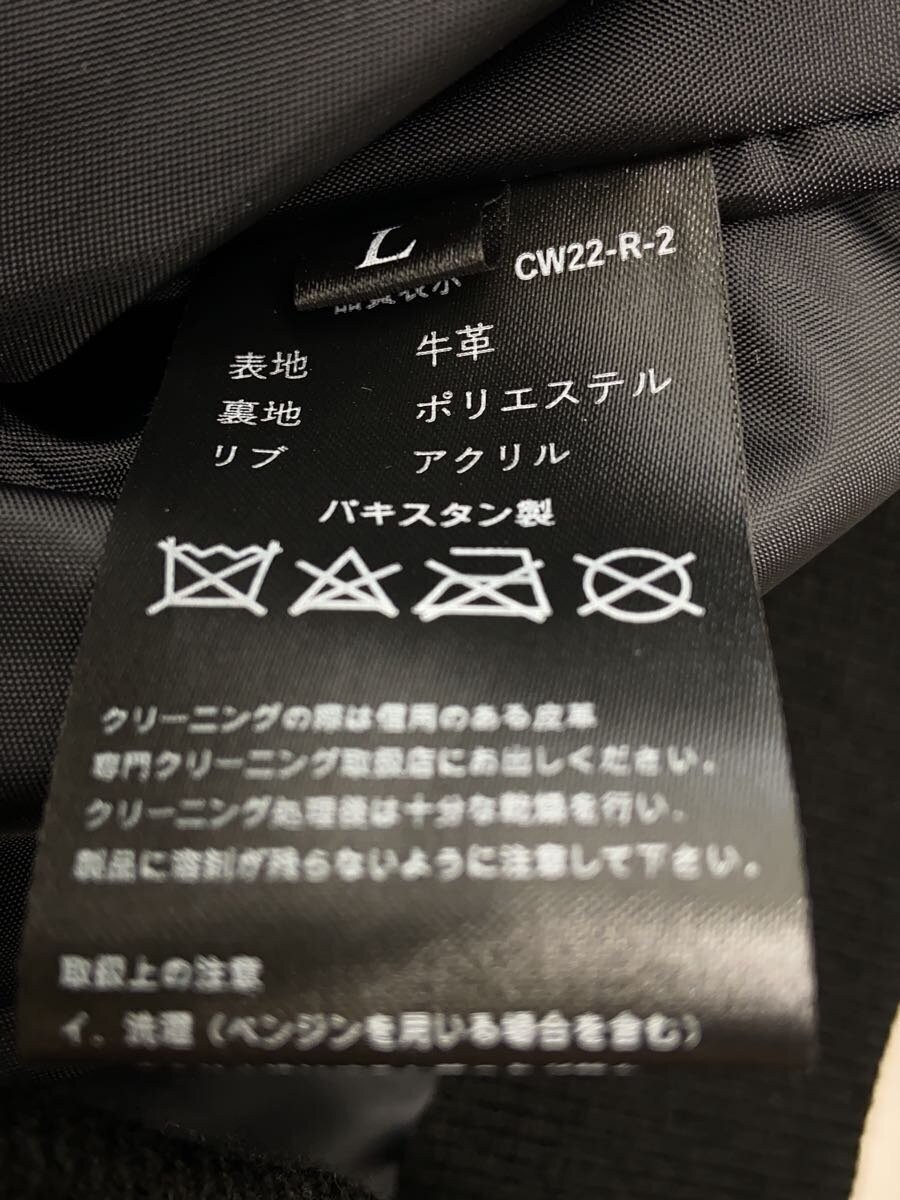 L
CW22-R-2
品質表示
表地 牛革
裏地 ポリエステル
リブ アクリル
パキスタン製
クリーニングの際は信用のある皮革
専門クリーニング取扱店にお出しください.
クリーニング処理後は十分な乾燥を行い.
製品に溶剤が残らないように注意して下さい.
取扱上の注意
イ. 洗濯(ベンジンを用いる場合を含む)